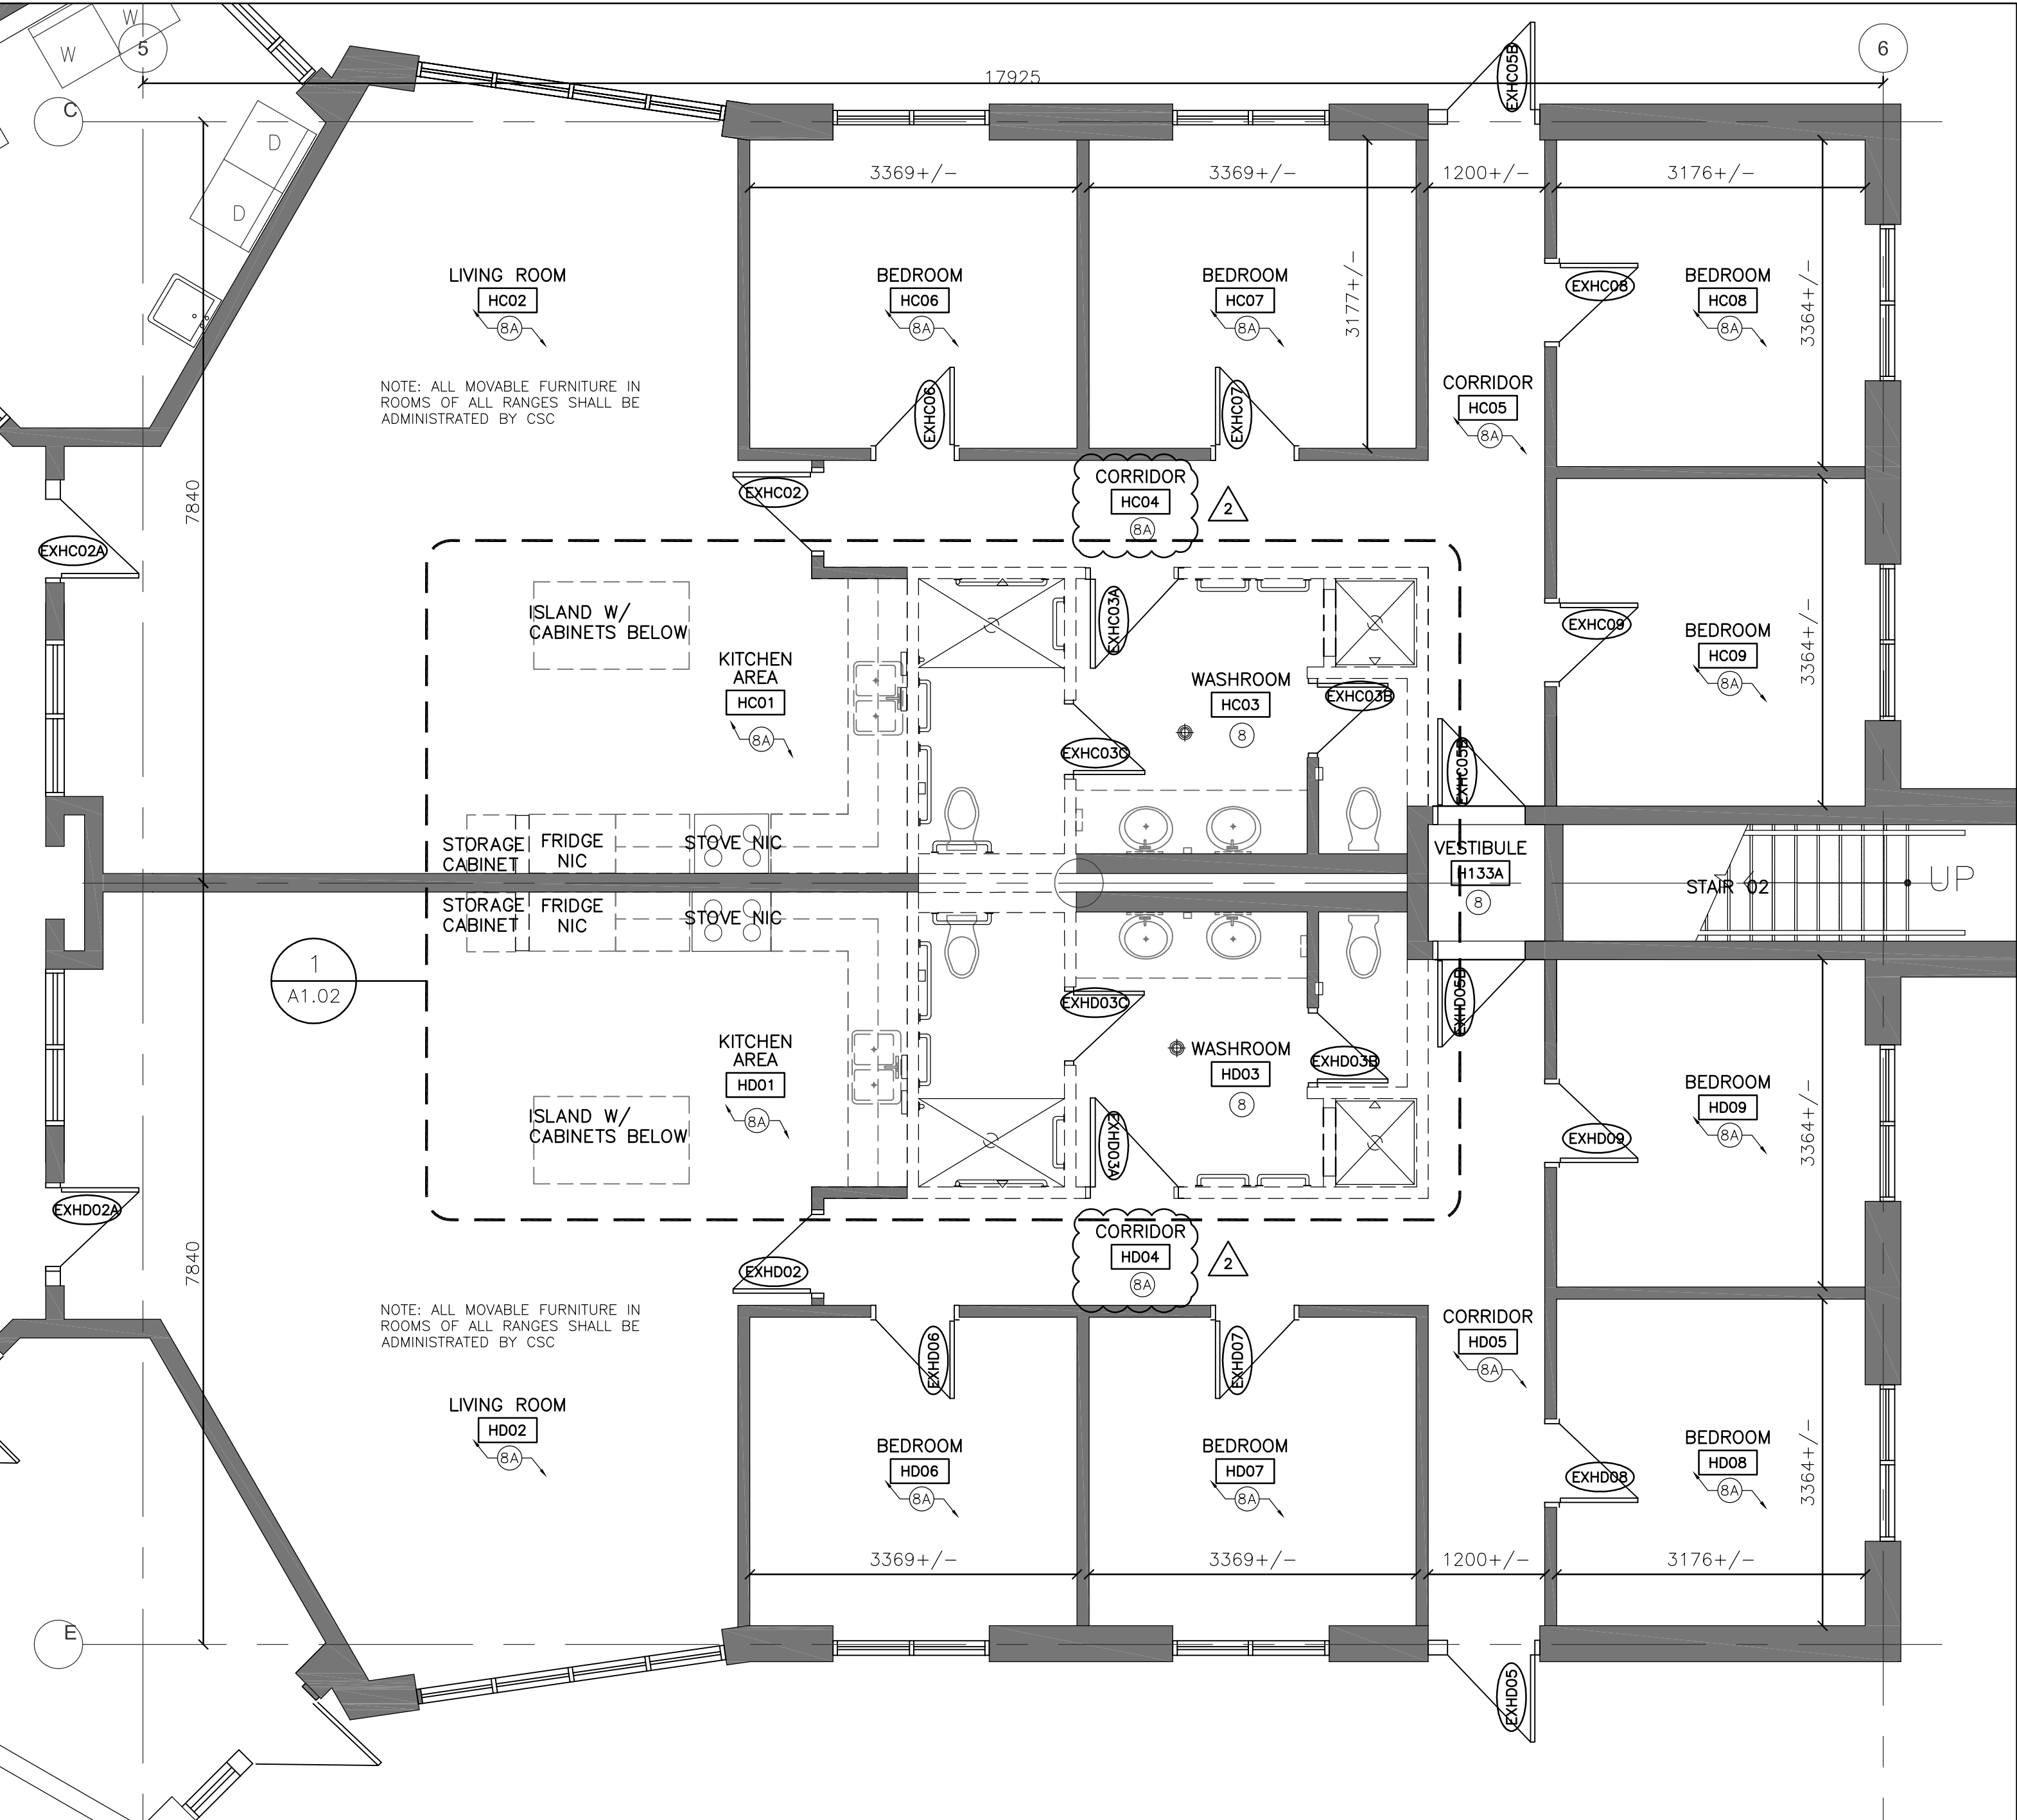 W
W
5
6
17925
EXHC05B
C
D
D
3369+/-
3369+/-
1200+/-
3176+/-
LIVING ROOM
HC02
8A
BEDROOM
HC06
8A
BEDROOM
HC07
8A
3177+/-
EXHC08
BEDROOM
HC08
8A
3364+/-
NOTE: ALL MOVABLE FURNITURE IN
ROOMS OF ALL RANGES SHALL BE
ADMINISTRATED BY CSC
EXHC06
EXHC07
CORRIDOR
HC05
8A
7840
EXHC02
CORRIDOR
HC04
8A
2
EXHC02A
ISLAND W/
CABINETS BELOW
EXHC03A
EXHC09
BEDROOM
HC09
8A
3364+/-
KITCHEN
AREA
HC01
8A
WASHROOM
HC03
8
EXHC03B
EXHC03C
EXHC05B
STORAGE
CABINET
FRIDGE
NIC
STOVE NIC
VESTIBULE
H133A
8
STAIR 02
UP
STORAGE
CABINET
FRIDGE
NIC
STOVE NIC
1
A1.02
EXHD03C
EXHD05B
KITCHEN
AREA
HD01
8A
WASHROOM
HD03
8
EXHD03B
BEDROOM
HD09
8A
3364+/-
ISLAND W/
CABINETS BELOW
EXHD03A
EXHD09
EXHD02A
7840
EXHD02
CORRIDOR
HD04
8A
2
NOTE: ALL MOVABLE FURNITURE IN
ROOMS OF ALL RANGES SHALL BE
ADMINISTRATED BY CSC
EXHD06
EXHD07
CORRIDOR
HD05
8A
LIVING ROOM
HD02
8A
BEDROOM
HD06
8A
BEDROOM
HD07
8A
EXHD08
BEDROOM
HD08
8A
3364+/-
3369+/-
3369+/-
1200+/-
3176+/-
E
EXHD05